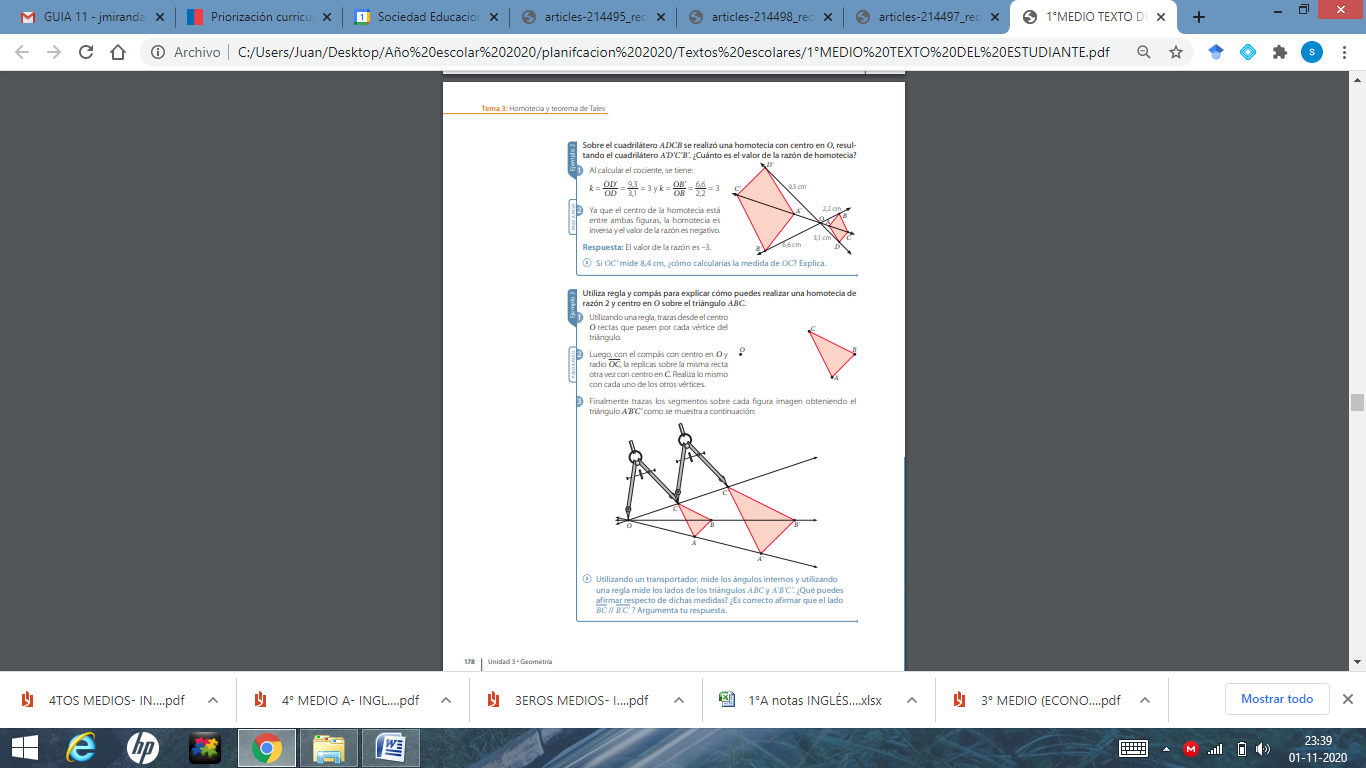 GUIA 11 - jmiranda
Priorización curricul
Sociedad Educacion
articles-214495_rec
articles-214498_rec
articles-214497_rec
1°MEDIO TEXTO DE
Archivo
C:/Users/Juan/Desktop/Año%20escolar%202020/planifcacion%202020/Textos%20escolares/1°MEDIO%20TEXTO%20DEL%20ESTUDIANTE.pdf
S
Tema 3: Homotecia y teorema de Tales
Ejemplo 2
Sobre el cuadrilátero ADCB se realizó una homotecia con centro en O, resul-
tando el cuadrilátero A'D'C'B'. ¿Cuánto es el valor de la razón de homotecia?
1 Al calcular el cociente, se tiene:
k = OD'/OD = 9,3/3,1 = 3 y k = OB'/OB = 6,6/2,2 = 3
2 Ya que el centro de la homotecia está
entre ambas figuras, la homotecia es
inversa y el valor de la razón es negativo.
Respuesta: El valor de la razón es –3.
Si OC' mide 8,4 cm, ¿cómo calcularías la medida de OC? Explica.
D'
C'
9,3 cm
A'
2,2 cm
O
A
B
C
3,1 cm
D
B'
6,6 cm
Ejemplo 3
Utiliza regla y compás para explicar cómo puedes realizar una homotecia de
razón 2 y centro en O sobre el triángulo ABC.
1 Utilizando una regla, trazas desde el centro
O rectas que pasen por cada vértice del
triángulo.
2 Luego, con el compás con centro en O y
radio OC, la replicas sobre la misma recta
otra vez con centro en C. Realiza lo mismo
con cada uno de los otros vértices.
O
C
B
A
3 Finalmente trazas los segmentos sobre cada figura imagen obteniendo el
triángulo A'B'C' como se muestra a continuación:
C'
C
O
B
B'
A
A'
Utilizando un transportador, mide los ángulos internos y utilizando
una regla mide los lados de los triángulos ABC y A'B'C'. ¿Qué puedes
afirmar respecto de dichas medidas? ¿Es correcto afirmar que el lado
BC // B'C' ? Argumenta tu respuesta.
178 Unidad 3 • Geometría
4TOS MEDIOS- IN....pdf
4° MEDIO A- INGL....pdf
3EROS MEDIOS- I....pdf
1°A notas INGLÉS....xlsx
3° MEDIO (ECONO....pdf
Mostrar todo
23:39
01-11-2020